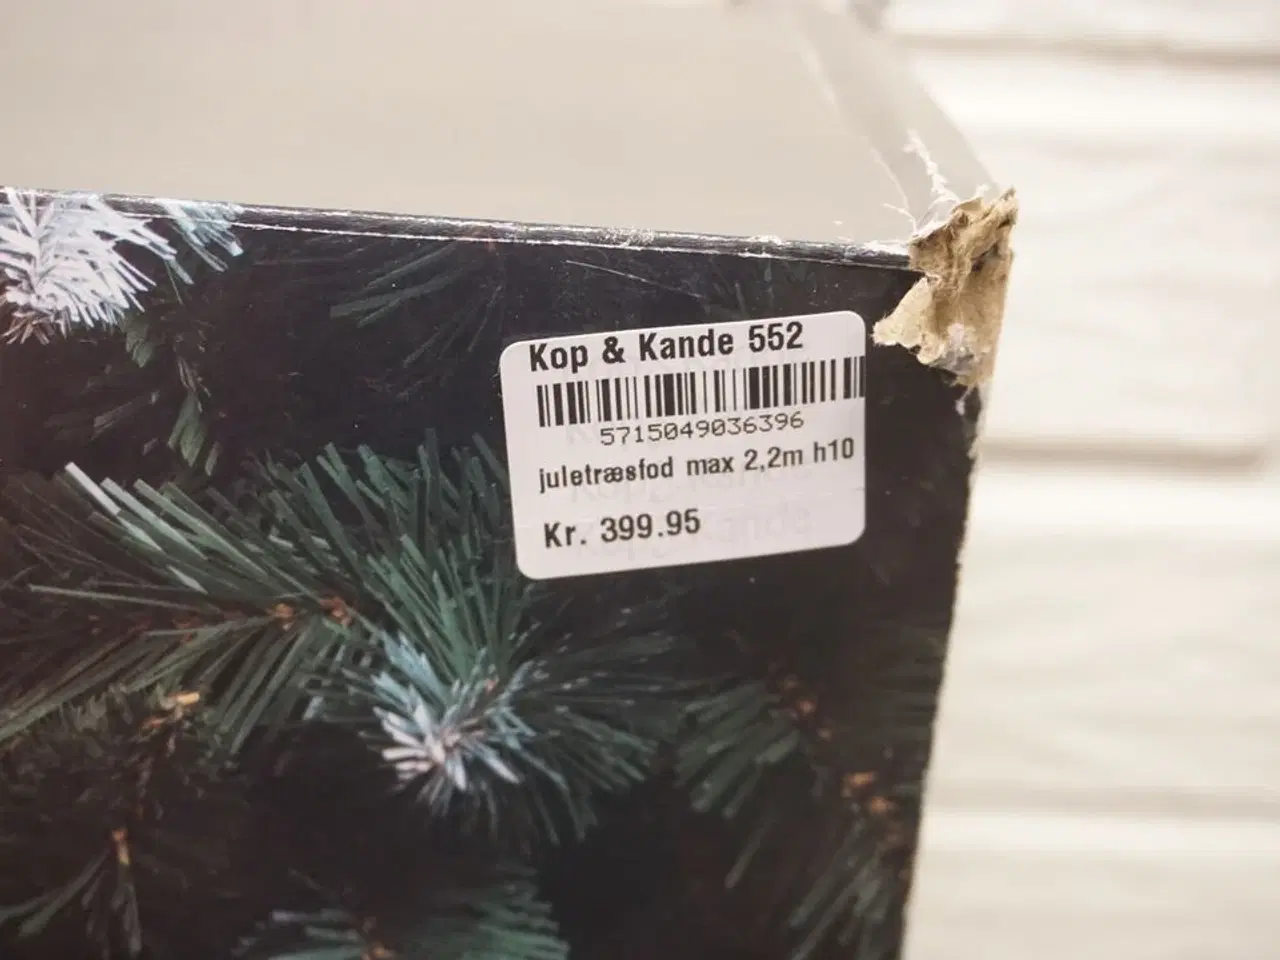 Kop & Kande 552
5715049036396
juletræsfod max 2,2m h10
Kr. 399.95